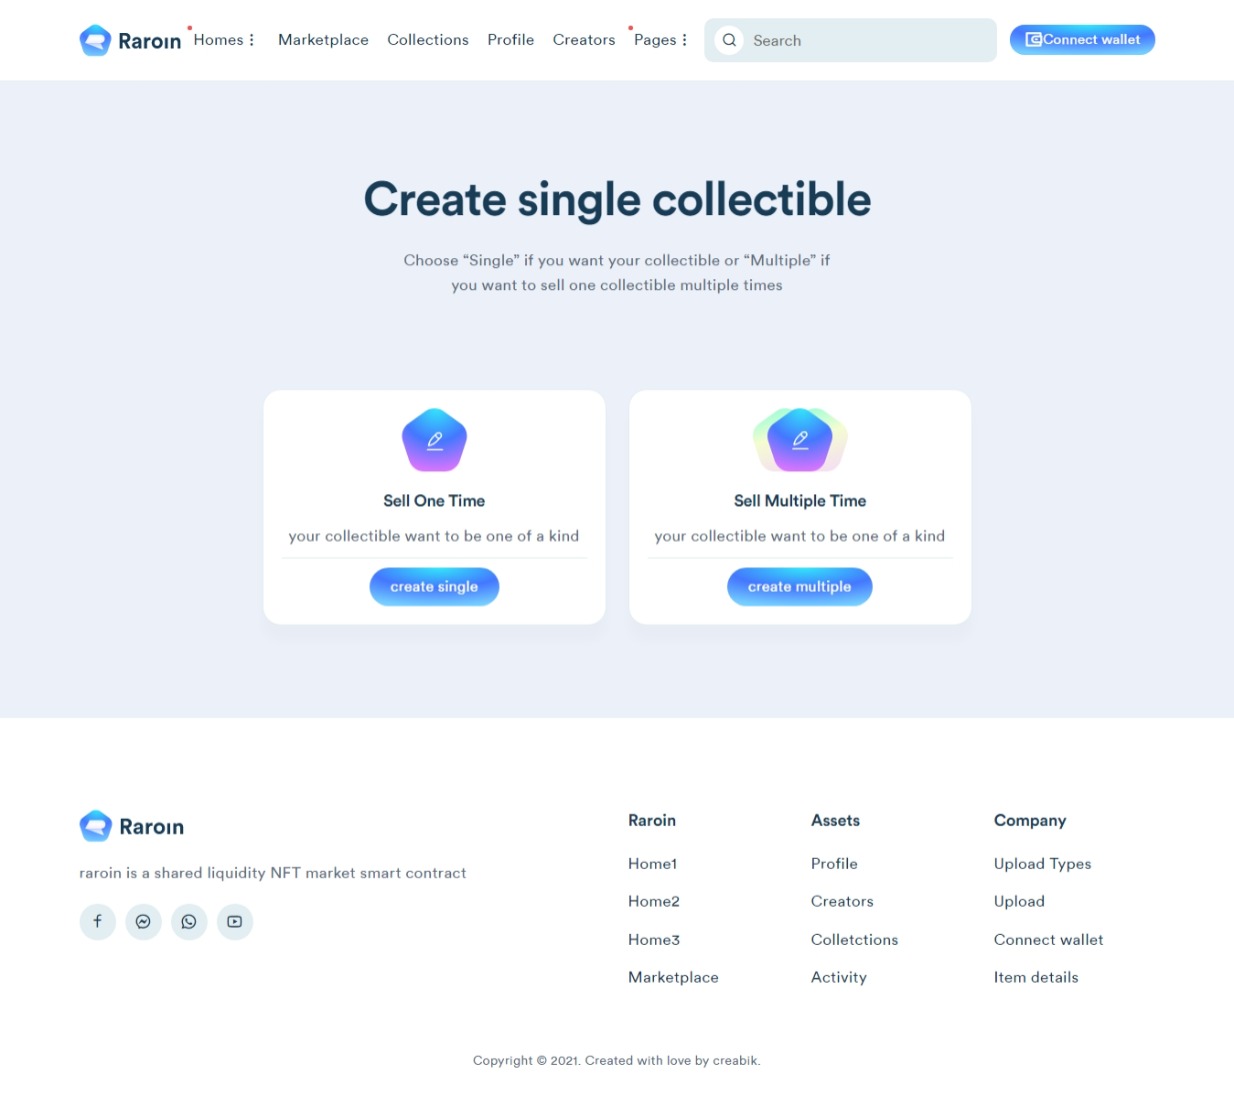 Raroın
Homes
Marketplace
Collections
Profile
Creators
Pages
Search
Connect wallet
Create single collectible
Choose “Single” if you want your collectible or “Multiple” if
you want to sell one collectible multiple times
Sell One Time
your collectible want to be one of a kind
create single
Sell Multiple Time
your collectible want to be one of a kind
create multiple
Raroın
raroin is a shared liquidity NFT market smart contract
Raroin
Home1
Home2
Home3
Marketplace
Assets
Profile
Creators
Colletctions
Activity
Company
Upload Types
Upload
Connect wallet
Item details
Copyright © 2021. Created with love by creabik.